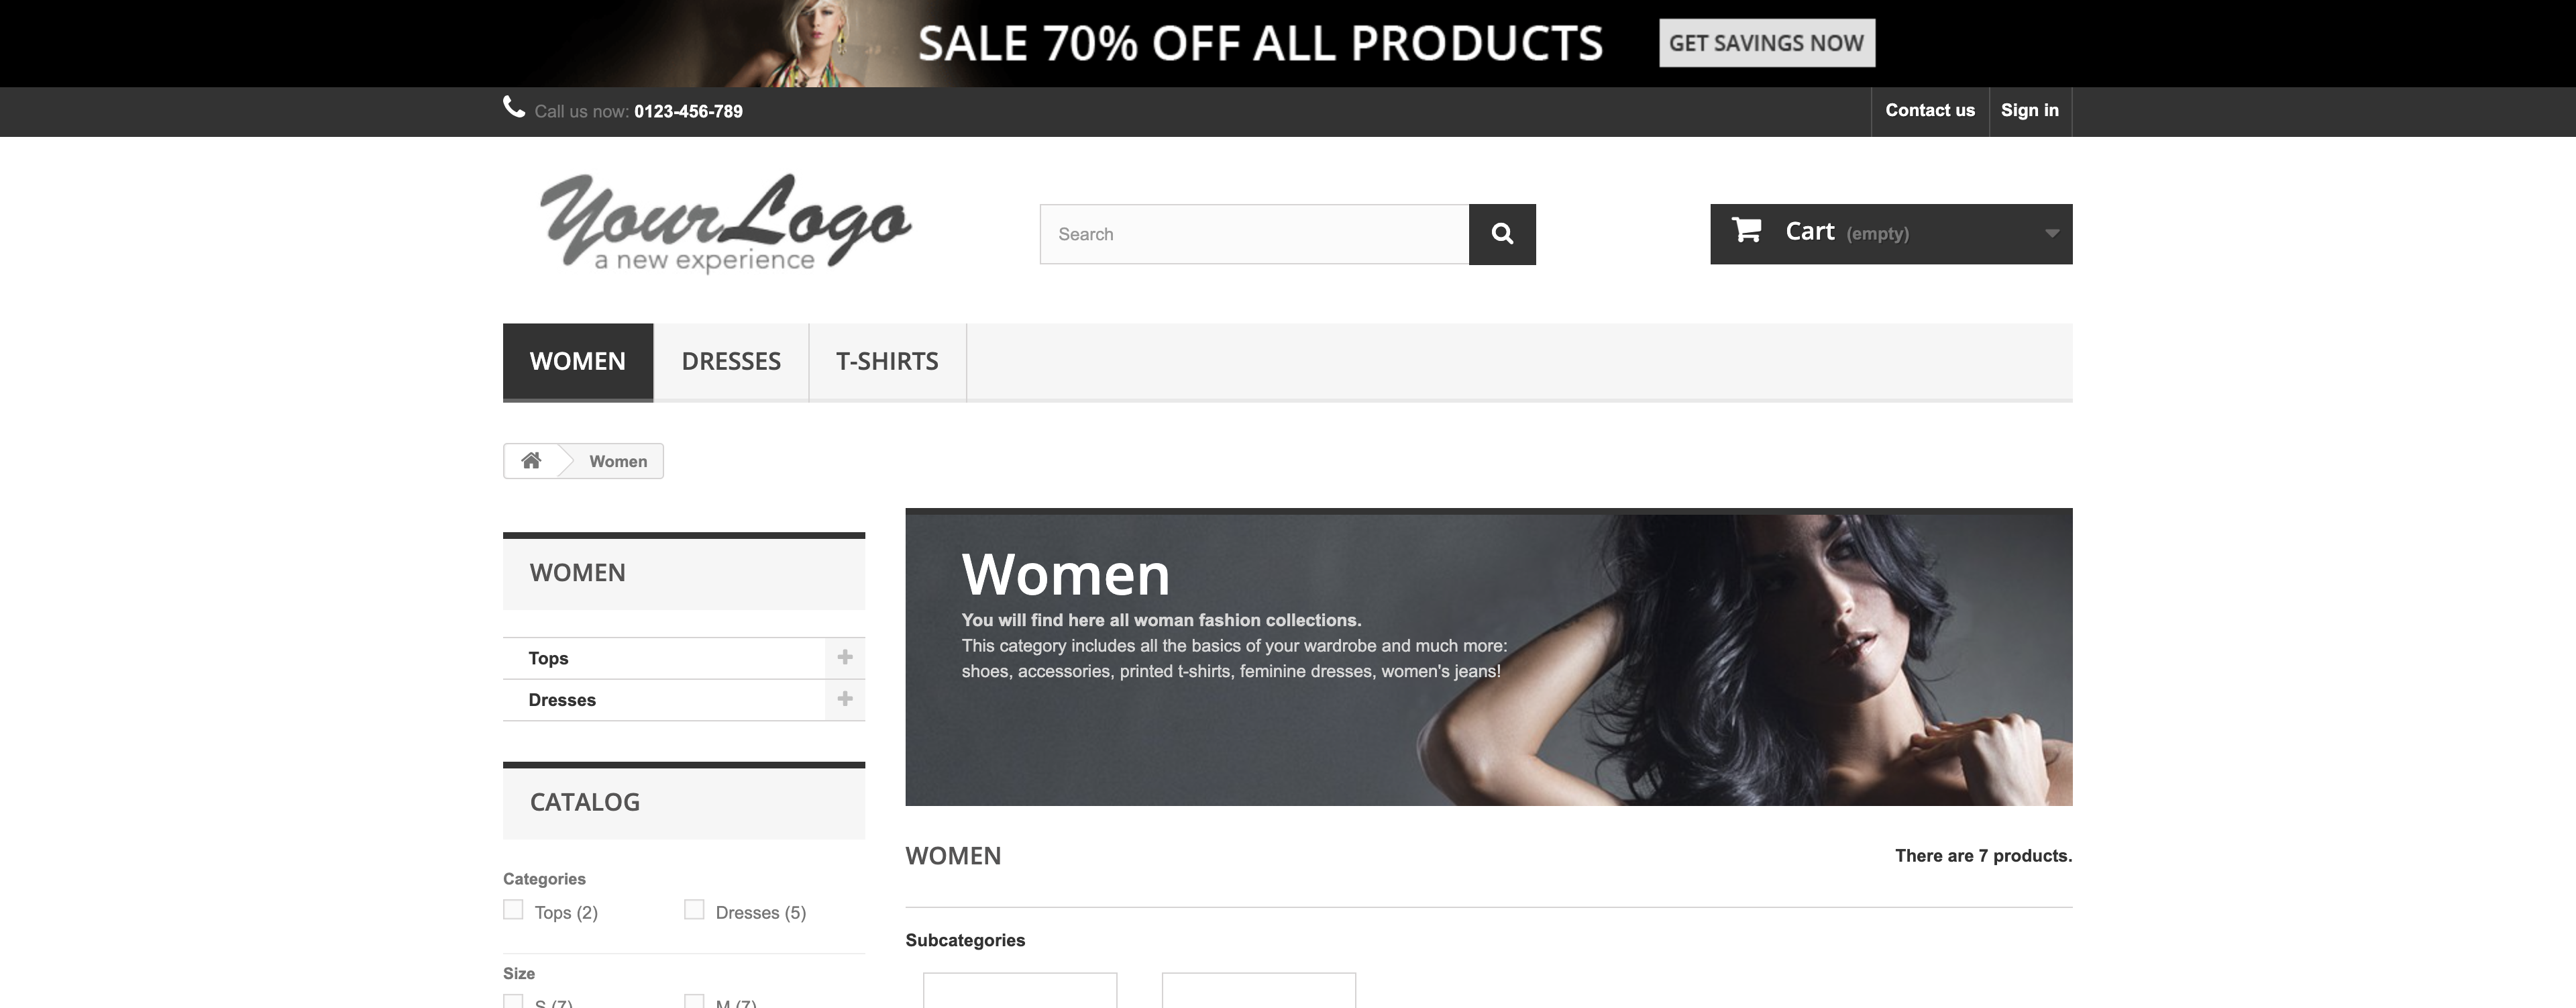 SALE 70% OFF ALL PRODUCTS
GET SAVINGS NOW
Call us now: 0123-456-789
Contact us
Sign in
Your Logo
a new experience
Search
Cart (empty)
WOMEN
DRESSES
T-SHIRTS
Women
WOMEN
Tops
Dresses
CATALOG
Categories
Tops (2)
Dresses (5)
Size
S (7)
M (7)
Women
You will find here all woman fashion collections.
This category includes all the basics of your wardrobe and much more:
shoes, accessories, printed t-shirts, feminine dresses, women's jeans!
WOMEN
There are 7 products.
Subcategories